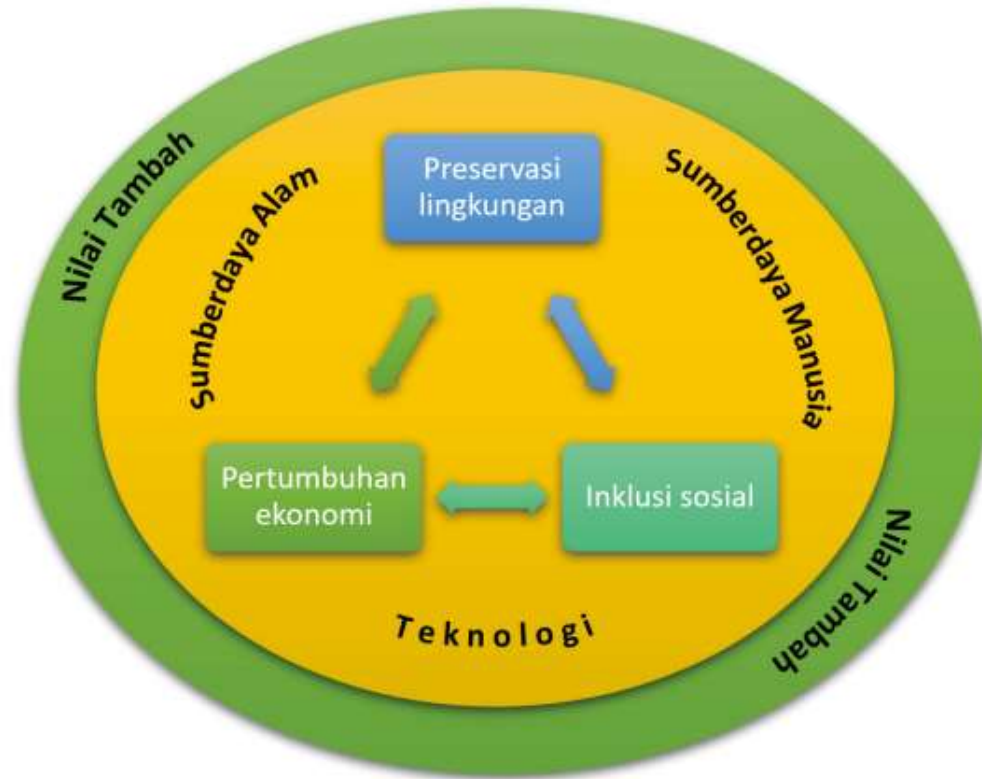 Nilai Tambah
Sumberdaya Alam
Sumberdaya Manusia
Preservasi
lingkungan
Pertumbuhan
ekonomi
Inklusi sosial
Teknologi
Nilai Tambah